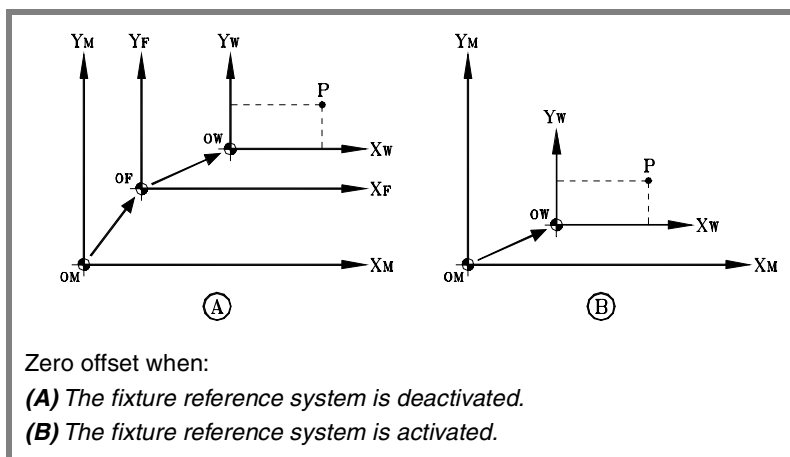 YM YF YW YM
P
YW
OW XW P
OF XF OW XW
OM XM OM XM
A B
Zero offset when:
(A) The fixture reference system is deactivated.
(B) The fixture reference system is activated.